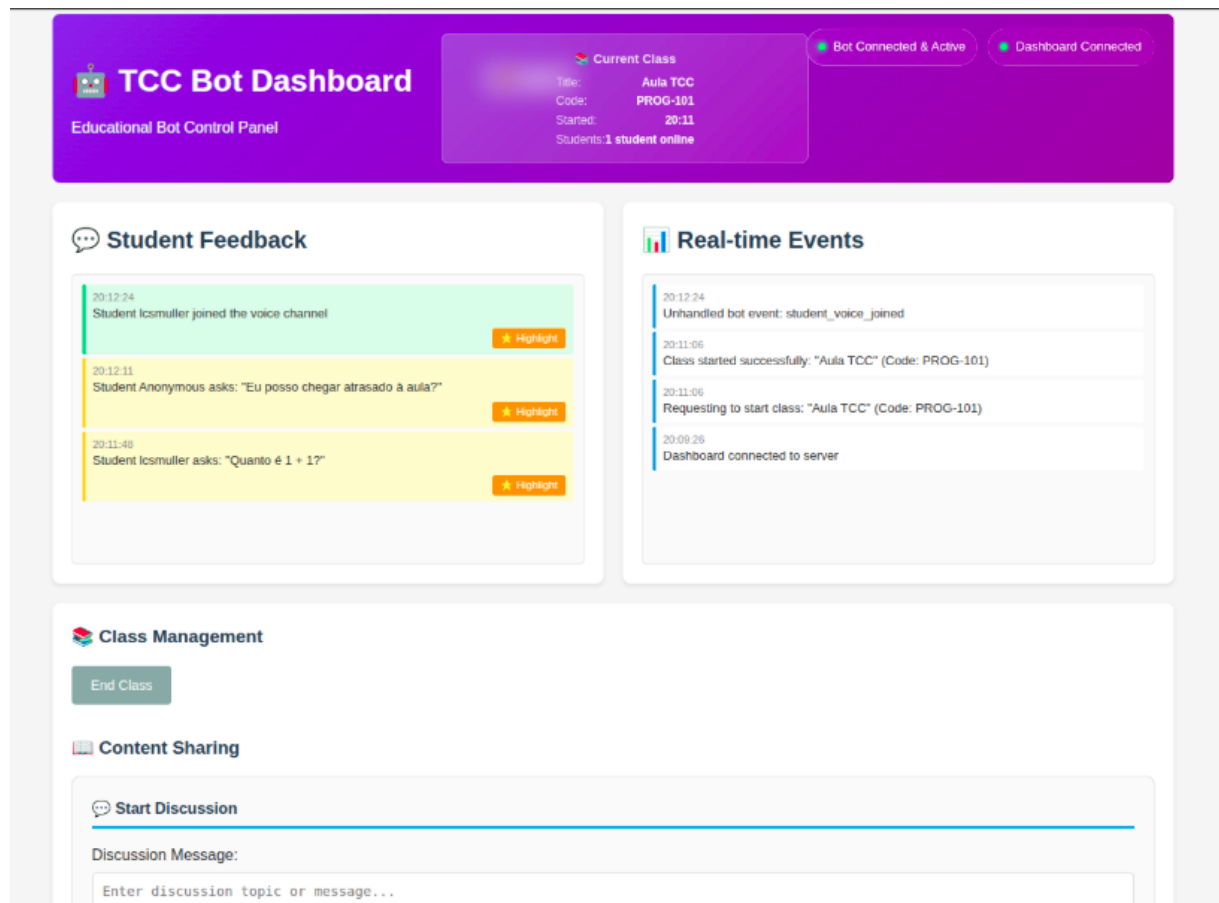 TCC Bot Dashboard
Educational Bot Control Panel
Current Class
Title: Aula TCC
Code: PROG-101
Started: 20:11
Students:1 student online
Bot Connected & Active
Dashboard Connected
Student Feedback
20:12:24
Student lcsmuller joined the voice channel
Highlight
20:12:11
Student Anonymous asks: "Eu posso chegar atrasado à aula?"
Highlight
20:11:48
Student lcsmuller asks: "Quanto é 1 + 1?"
Highlight
Real-time Events
20:12:24
Unhandled bot event: student_voice_joined
20:11:06
Class started successfully: "Aula TCC" (Code: PROG-101)
20:11:06
Requesting to start class: "Aula TCC" (Code: PROG-101)
20:09:26
Dashboard connected to server
Class Management
End Class
Content Sharing
Start Discussion
Discussion Message:
Enter discussion topic or message...